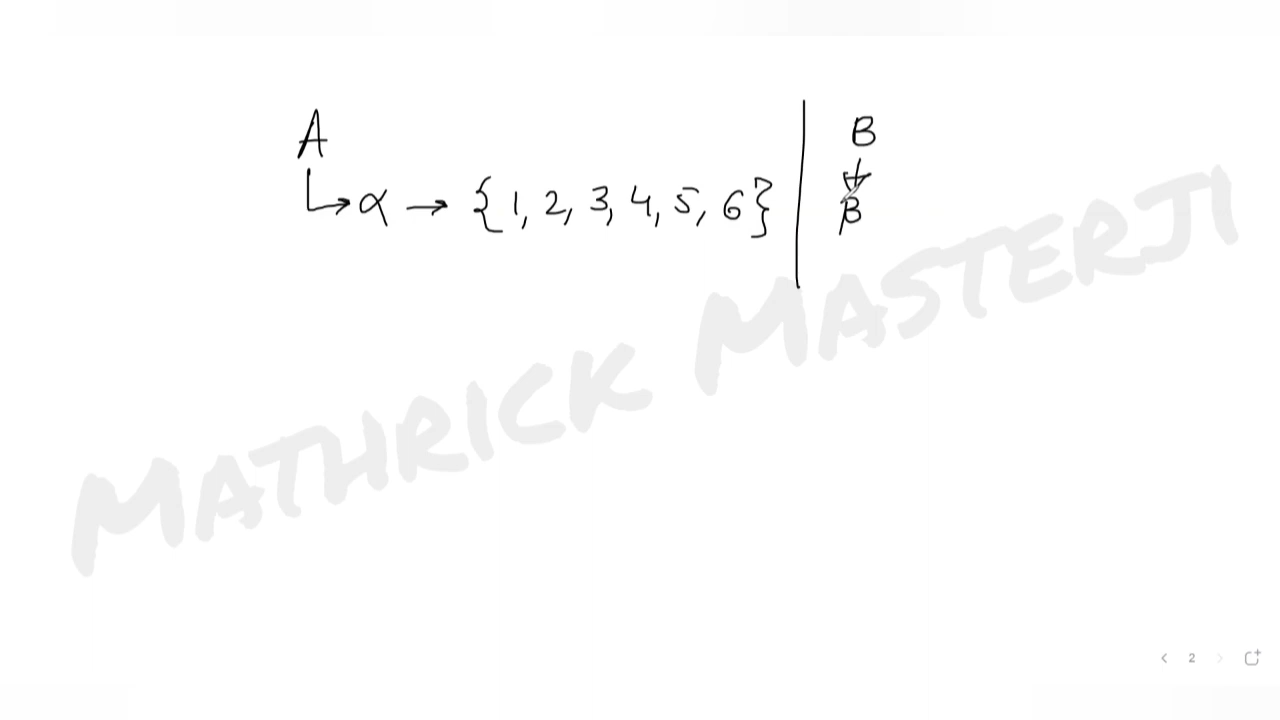 A B
↳ α → {1, 2, 3, 4, 5, 6} ↓
β
MATHRICK MASTERJI
< 2 >